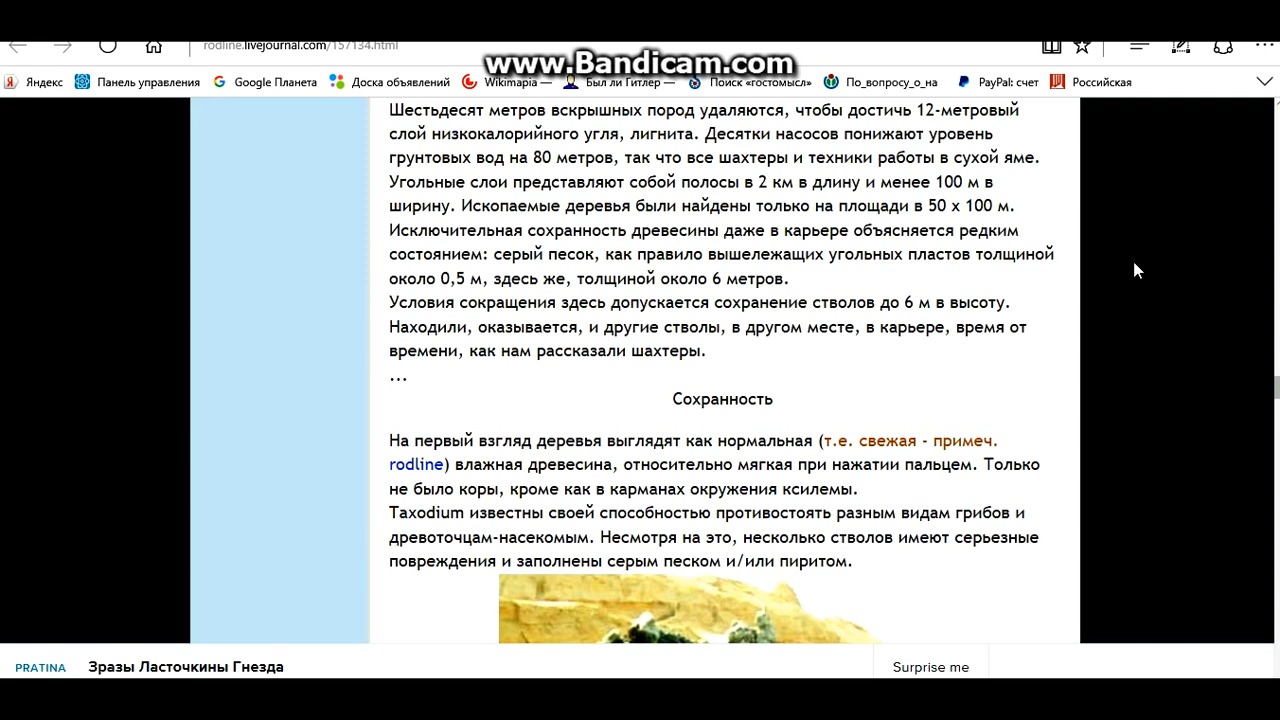 rodline.livejournal.com/157134.html
www.Bandicam.com
Яндекс Панель управления Google Планета Доска объявлений Wikimapia Был ли Гитлер – Поиск «гостомысл» По_вопросу_о_на PayPal: счет Российская
Шестьдесят метров вскрышных пород удаляются, чтобы достичь 12-метровый
слой низкокалорийного угля, лигнита. Десятки насосов понижают уровень
грунтовых вод на 80 метров, так что все шахтеры и техники работы в сухой яме.
Угольные слои представляют собой полосы в 2 км в длину и менее 100 м в
ширину. Ископаемые деревья были найдены только на площади в 50 x 100 м.
Исключительная сохранность древесины даже в карьере объясняется редким
состоянием: серый песок, как правило вышележащих угольных пластов толщиной
около 0,5 м, здесь же, толщиной около 6 метров.
Условия сокращения здесь допускается сохранение стволов до 6 м в высоту.
Находили, оказывается, и другие стволы, в другом месте, в карьере, время от
времени, как нам рассказали шахтеры.
...
Сохранность
На первый взгляд деревья выглядят как нормальная (т.е. свежая - примеч.
rodline) влажная древесина, относительно мягкая при нажатии пальцем. Только
не было коры, кроме как в карманах окружения ксилемы.
Taxodium известны своей способностью противостоять разным видам грибов и
древоточцам-насекомым. Несмотря на это, несколько стволов имеют серьезные
повреждения и заполнены серым песком и/или пиритом.
PRATINA Зразы Ласточкины Гнезда Surprise me